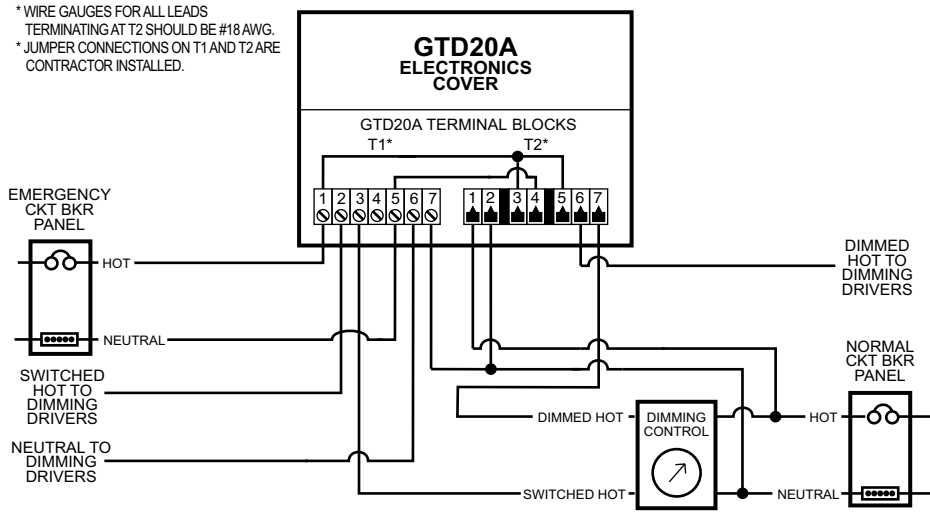 * WIRE GAUGES FOR ALL LEADS
TERMINATING AT T2 SHOULD BE #18 AWG.
* JUMPER CONNECTIONS ON T1 AND T2 ARE
CONTRACTOR INSTALLED.
GTD20A
ELECTRONICS
COVER
GTD20A TERMINAL BLOCKS
T1* T2*
1 2 3 4 5 6 7 1 2 3 4 5 6 7
EMERGENCY
CKT BKR
PANEL
HOT
NEUTRAL
SWITCHED
HOT TO
DIMMING
DRIVERS
NEUTRAL TO
DIMMING
DRIVERS
DIMMED
HOT TO
DIMMING
DRIVERS
NORMAL
CKT BKR
PANEL
DIMMED HOT
DIMMING
CONTROL
HOT
SWITCHED HOT
NEUTRAL